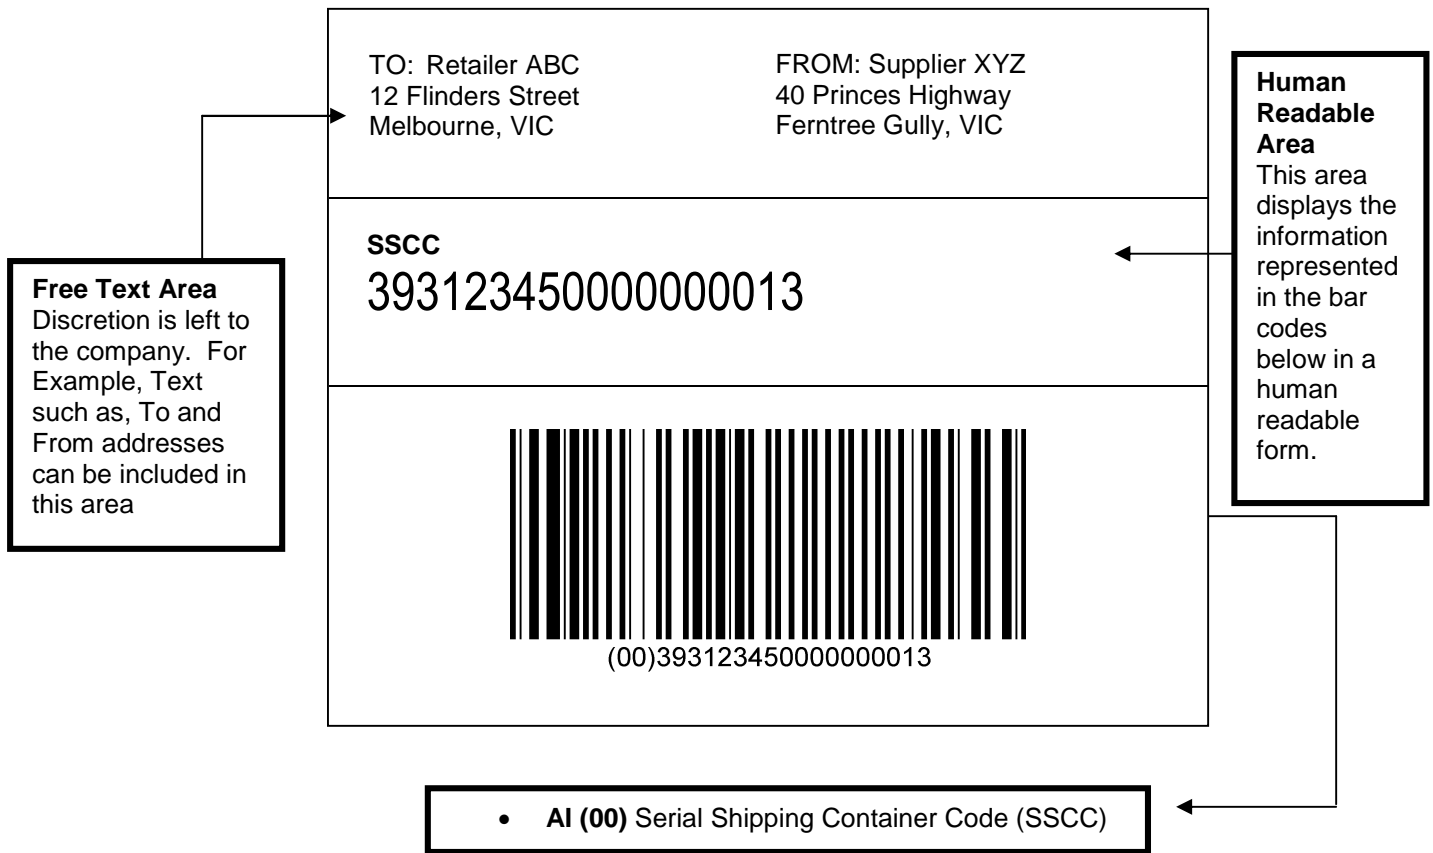 TO: Retailer ABC
12 Flinders Street
Melbourne, VIC
FROM: Supplier XYZ
40 Princes Highway
Ferntree Gully, VIC
Human
Readable
Area
This area
displays the
information
represented
in the bar
codes
below in a
human
readable
form.
SSCC
393123450000000013
Free Text Area
Discretion is left to
the company. For
Example, Text
such as, To and
From addresses
can be included in
this area
(00)393123450000000013
• AI (00) Serial Shipping Container Code (SSCC)